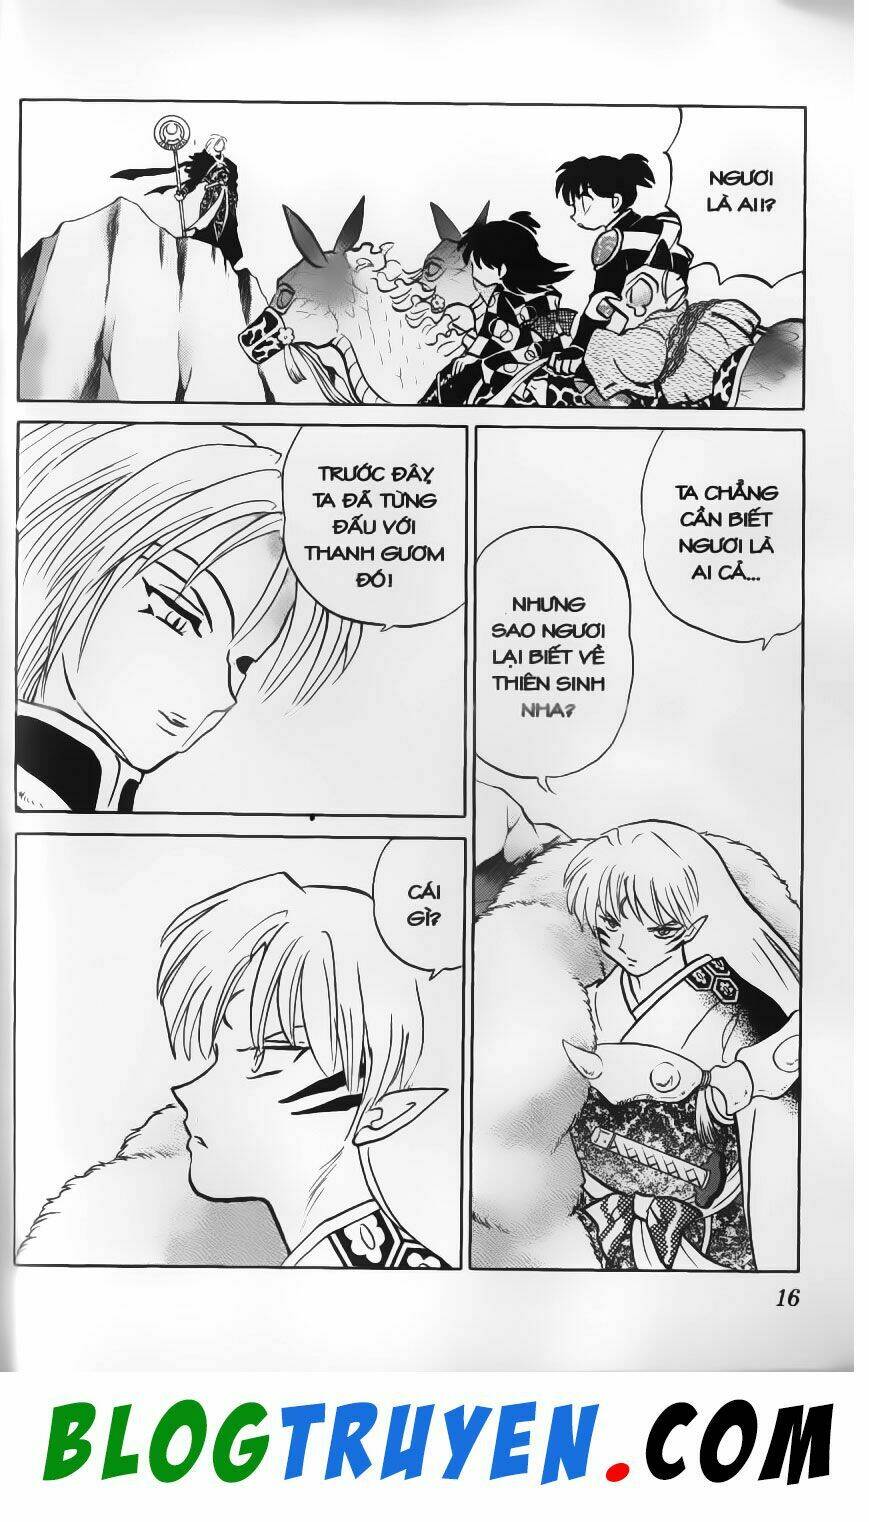 NGƯƠI
LÀ AI!?
TA CHẲNG
CẦN BIẾT
NGƯƠI LÀ
AI CẢ...
NHƯNG
SAO NGƯƠI
LẠI BIẾT VỀ
THIÊN SINH
NHA?
TRƯỚC ĐÂY,
TA ĐÃ TỪNG
ĐẤU VỚI
THANH GƯƠM
ĐÓ!
CÁI
GÌ?
16
BLOGTRUYEN.COM